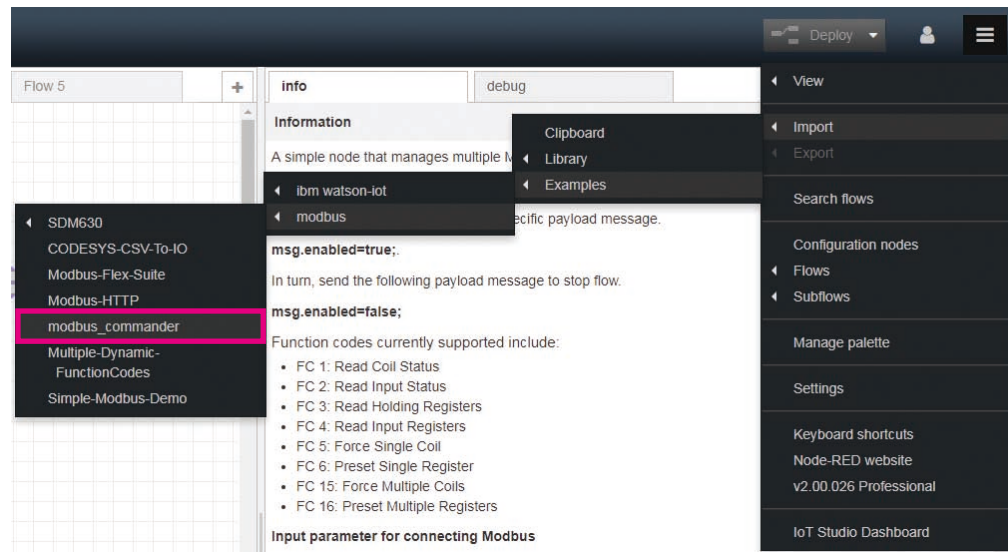 Deploy
Flow 5
+
info
debug
Information
A simple node that manages multiple
ecific payload message.
msg.enabled=true;.
In turn, send the following payload message to stop flow.
msg.enabled=false;
Function codes currently supported include:
• FC 1: Read Coil Status
• FC 2: Read Input Status
• FC 3: Read Holding Registers
• FC 4: Read Input Registers
• FC 5: Force Single Coil
• FC 6: Preset Single Register
• FC 15: Force Multiple Coils
• FC 16: Preset Multiple Registers
Input parameter for connecting Modbus
SDM630
CODESYS-CSV-To-IO
Modbus-Flex-Suite
Modbus-HTTP
modbus_commander
Multiple-Dynamic-
FunctionCodes
Simple-Modbus-Demo
ibm watson-iot
modbus
Clipboard
Library
Examples
View
Import
Export
Search flows
Configuration nodes
Flows
Subflows
Manage palette
Settings
Keyboard shortcuts
Node-RED website
v2.00.026 Professional
IoT Studio Dashboard